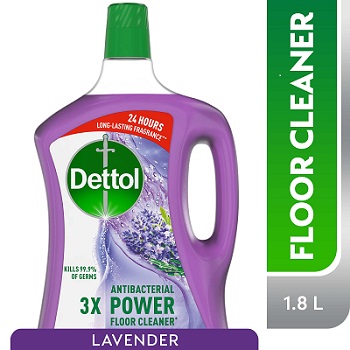 24 HOURS
LONG-LASTING FRAGRANCE**
Dettol
KILLS 99.9%
OF GERMS
ANTIBACTERIAL
3X POWER
FLOOR CLEANER*
LAVENDER
FLOOR CLEANER
1.8 L